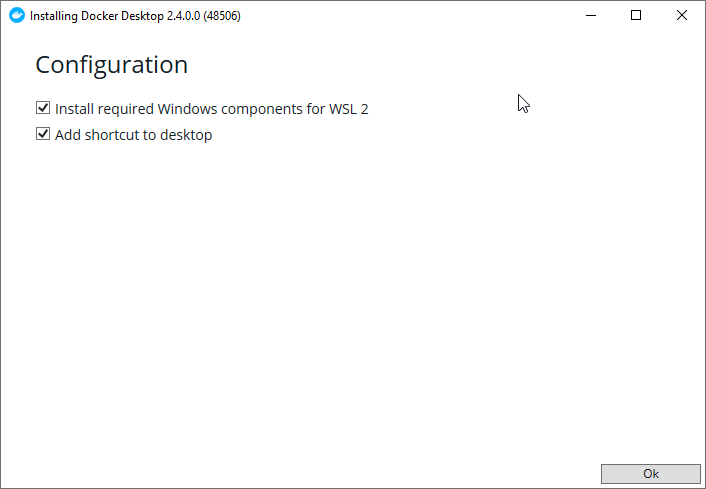 Installing Docker Desktop 2.4.0.0 (48506)
Configuration
Install required Windows components for WSL 2
Add shortcut to desktop
Ok